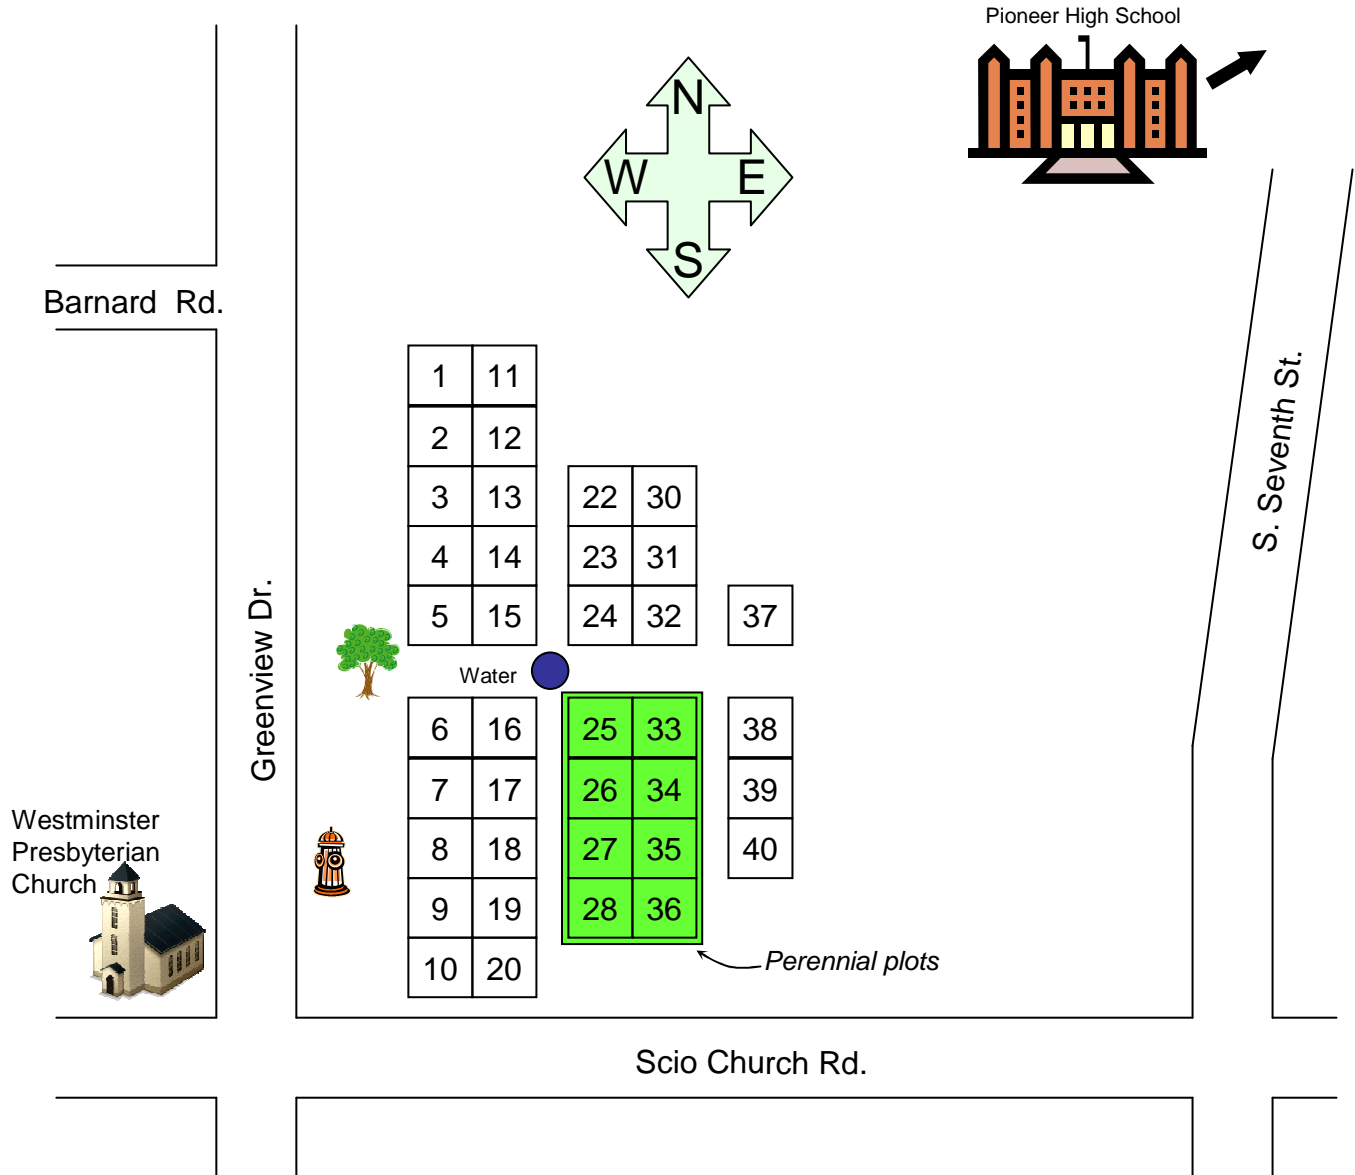 Pioneer High School
N
W E
S
Barnard Rd.
1 11
2 12
3 13 22 30
4 14 23 31
5 15 24 32 37
S. Seventh St.
Greenview Dr.
Water
6 16 25 33 38
7 17 26 34 39
8 18 27 35 40
9 19 28 36
10 20
Westminster
Presbyterian
Church
Perennial plots
Scio Church Rd.